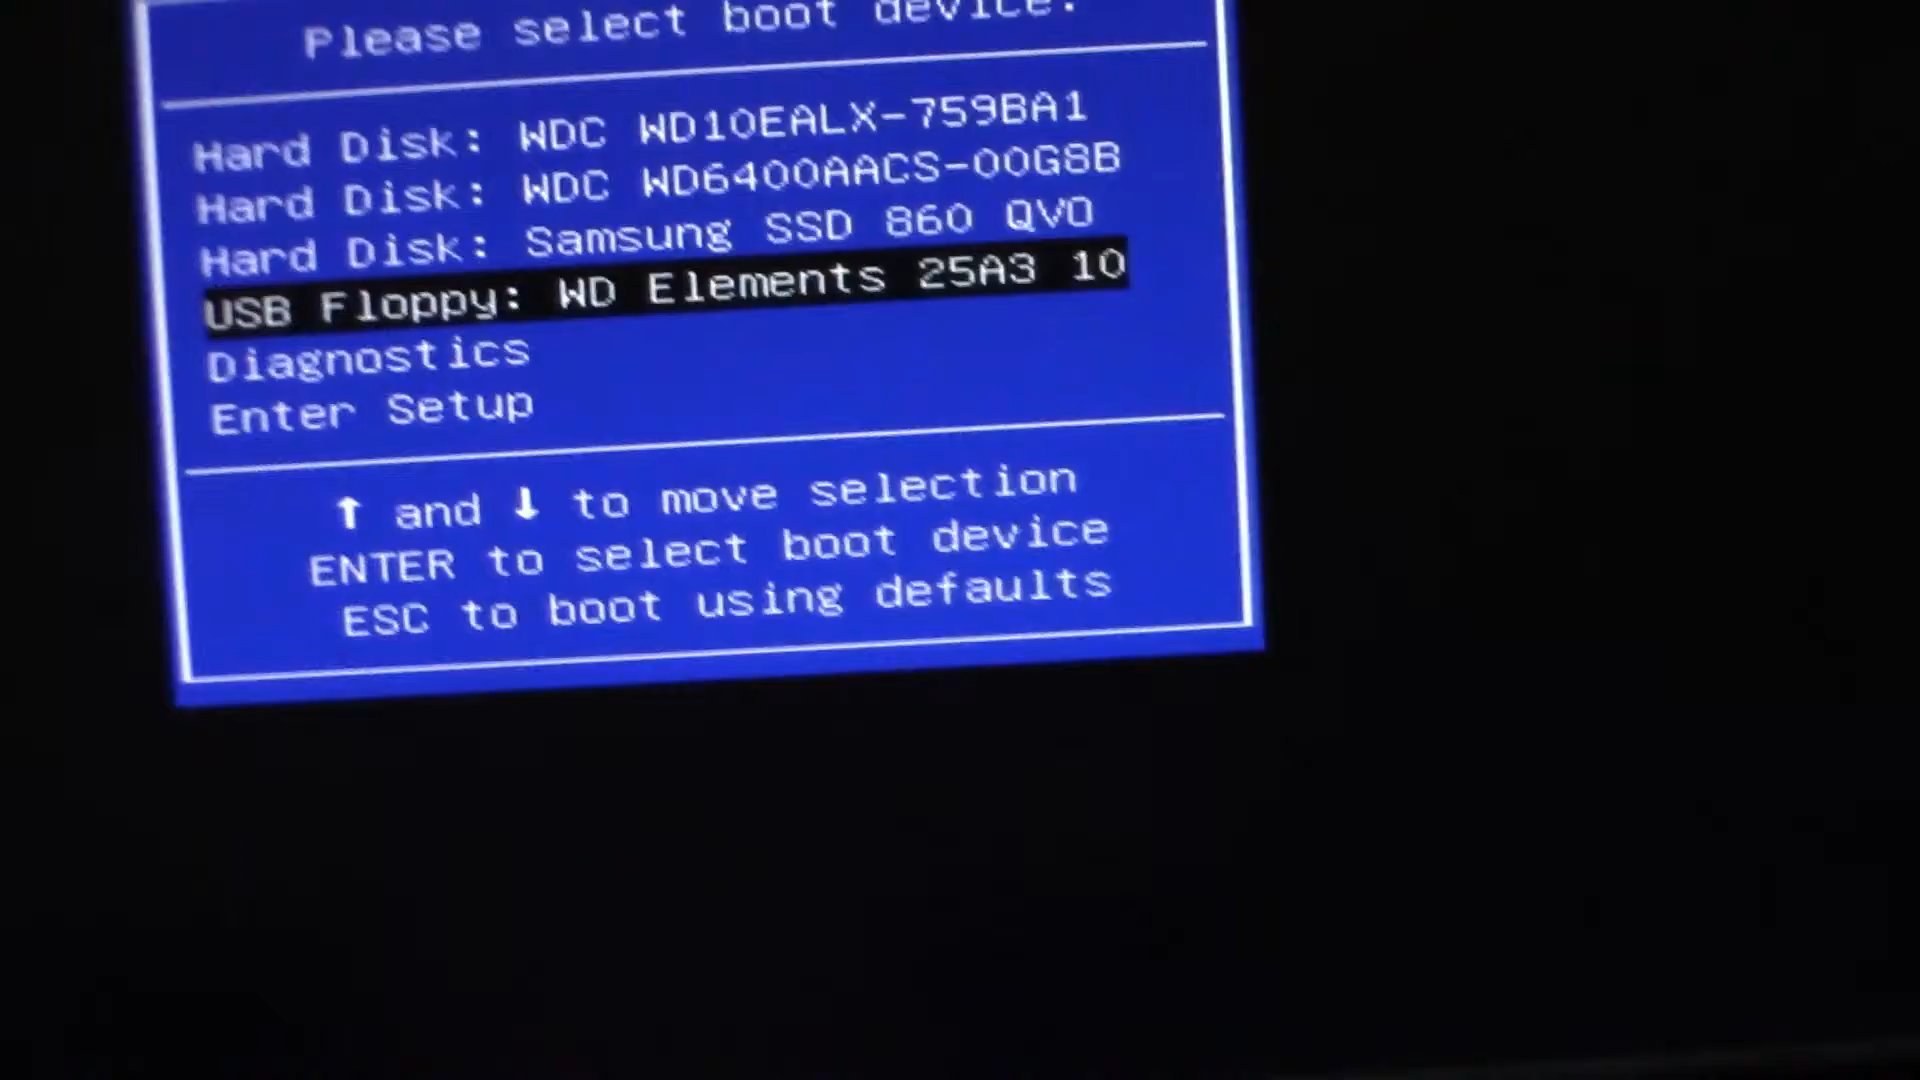 Please select boot device:
Hard Disk: WDC WD10EALX-759BA1
Hard Disk: WDC WD6400AACS-00G8B
Hard Disk: Samsung SSD 860 QVO
USB Floppy: WD Elements 25A3 10
Diagnostics
Enter Setup
↑ and ↓ to move selection
ENTER to select boot device
ESC to boot using defaults